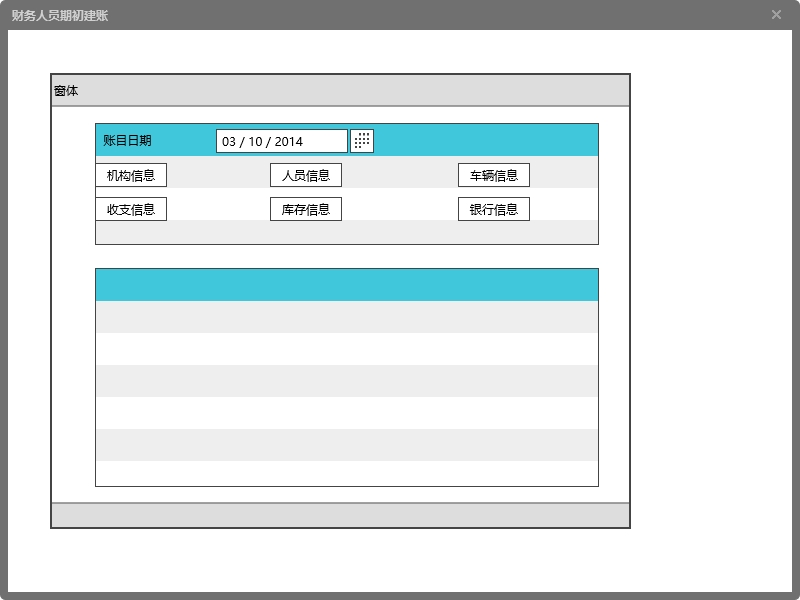 财务人员期初建账
窗体
账目日期 03 / 10 / 2014
机构信息 人员信息 车辆信息
收支信息 库存信息 银行信息